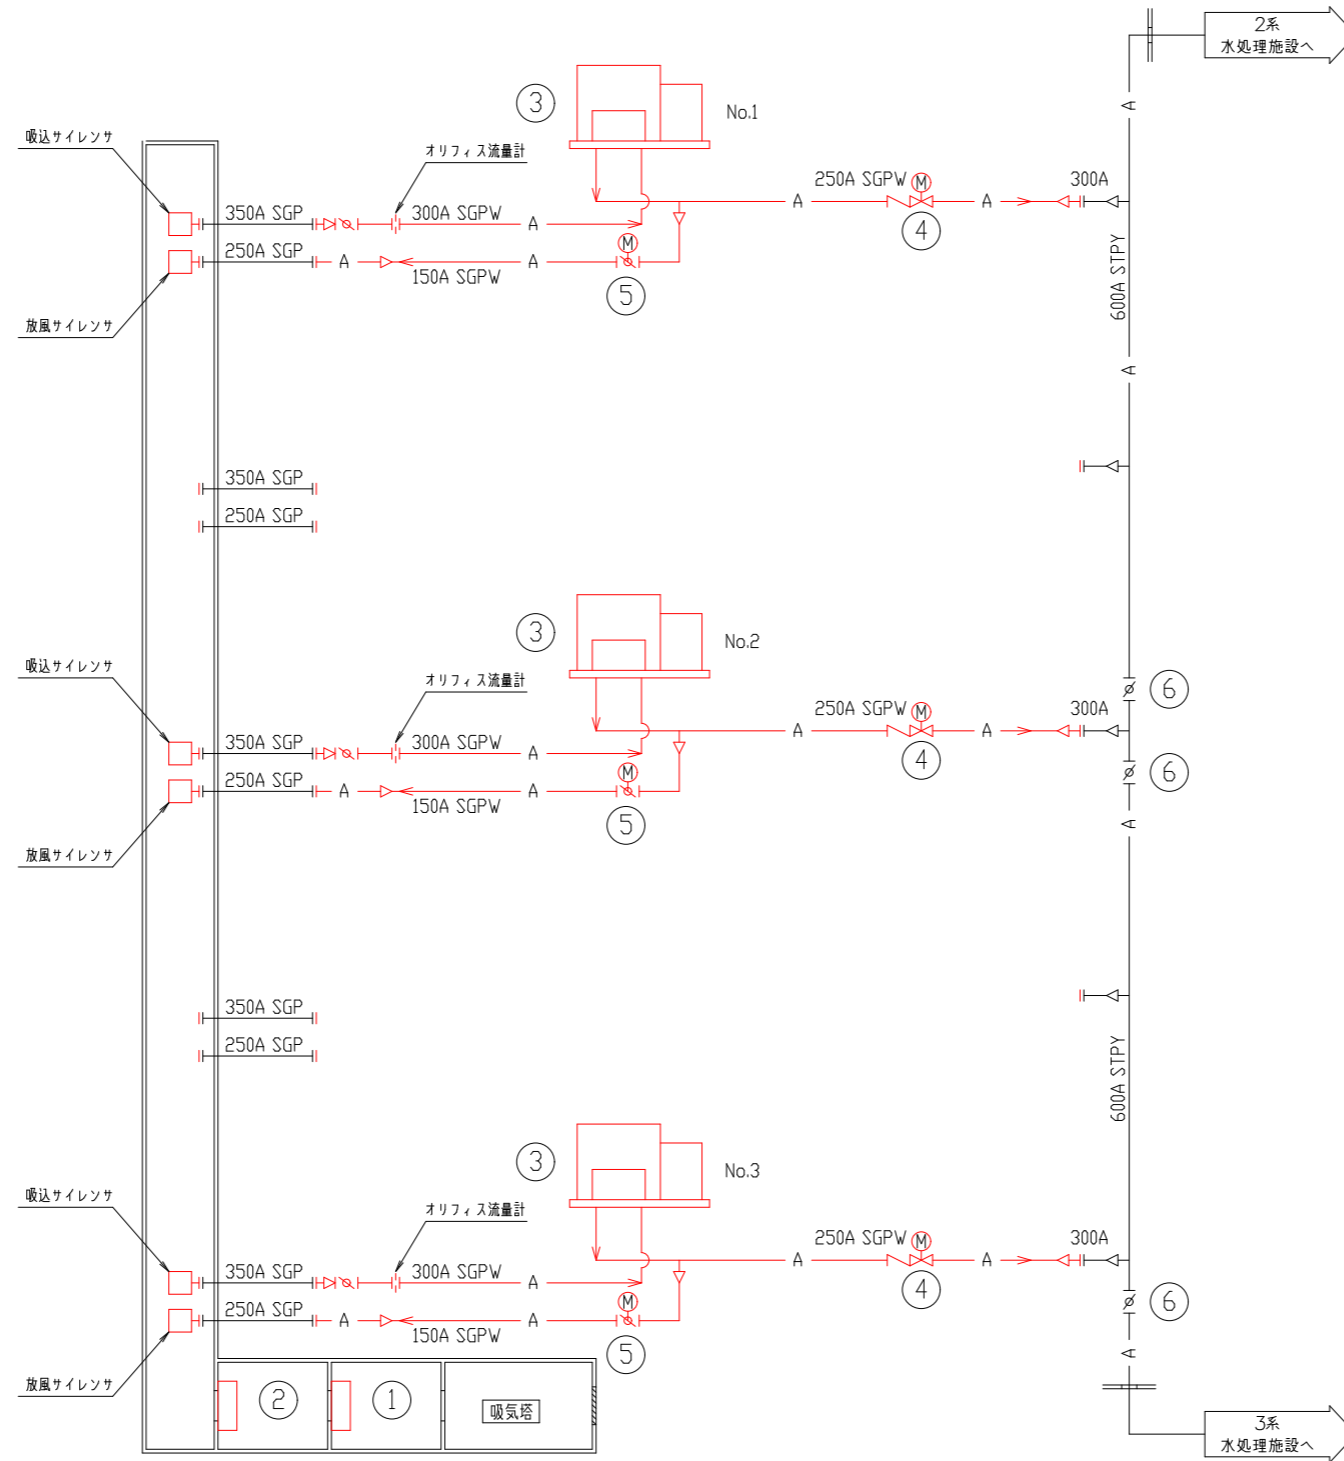 2系
水処理施設へ
A
③
No.1
吸込サイレンサ
オリフィス流量計
250A SGPW
M
300A
350A SGP
300A SGPW
A
A
A
④
250A SGP
A
150A SGPW
A
M
⑤
放風サイレンサ
600A STPY
A
350A SGP
250A SGP
③
No.2
吸込サイレンサ
オリフィス流量計
250A SGPW
M
300A
⑥
350A SGP
300A SGPW
A
A
A
④
⑥
250A SGP
A
150A SGPW
A
M
⑤
放風サイレンサ
A
350A SGP
250A SGP
600A STPY
③
No.3
吸込サイレンサ
オリフィス流量計
250A SGPW
M
300A
350A SGP
300A SGPW
A
A
A
④
⑥
250A SGP
A
150A SGPW
A
M
⑤
放風サイレンサ
A
②
①
吸気塔
3系
水処理施設へ